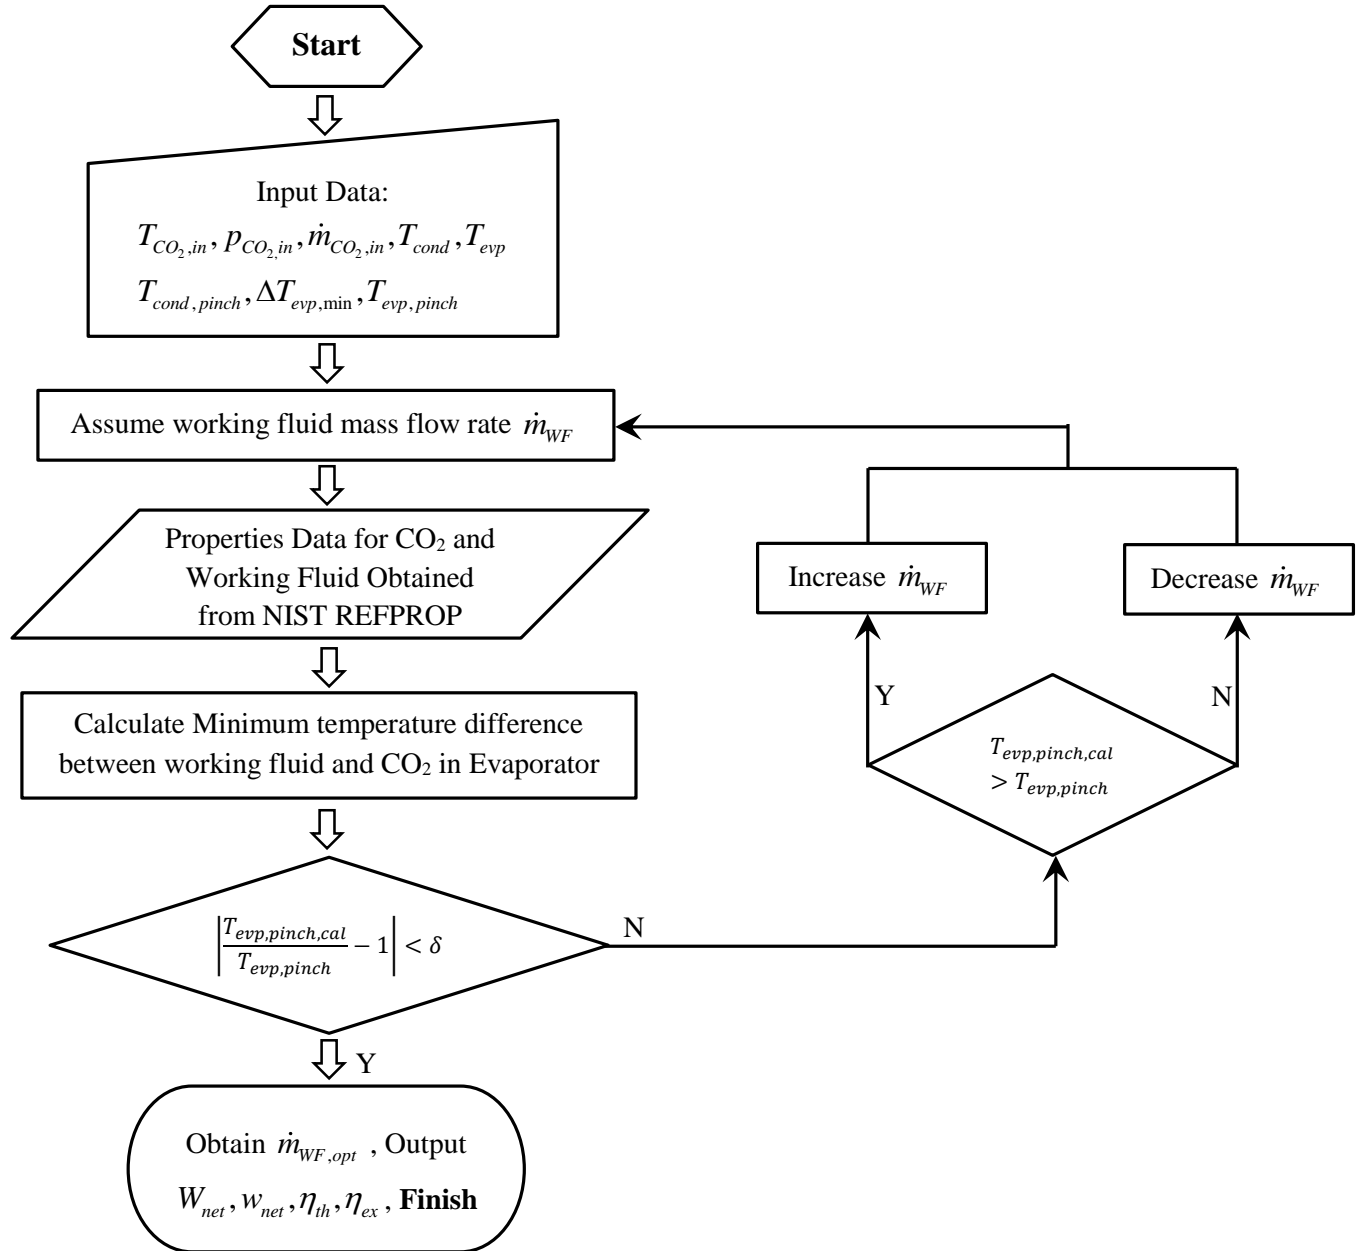 Start
Input Data:
T_{CO_2,in}, p_{CO_2,in}, ṁ_{CO_2,in}, T_{cond}, T_{evp}
T_{cond,pinch}, ΔT_{evp,min}, T_{evp,pinch}
Assume working fluid mass flow rate ṁ_{WF}
Properties Data for CO₂ and
Working Fluid Obtained
from NIST REFPROP
Calculate Minimum temperature difference
between working fluid and CO₂ in Evaporator
|T_{evp,pinch,cal}/T_{evp,pinch} − 1| < δ
N
Y
Obtain ṁ_{WF,opt} , Output
W_{net}, w_{net}, η_{th}, η_{ex}, Finish
Increase ṁ_{WF}
Decrease ṁ_{WF}
Y
N
T_{evp,pinch,cal}
> T_{evp,pinch}